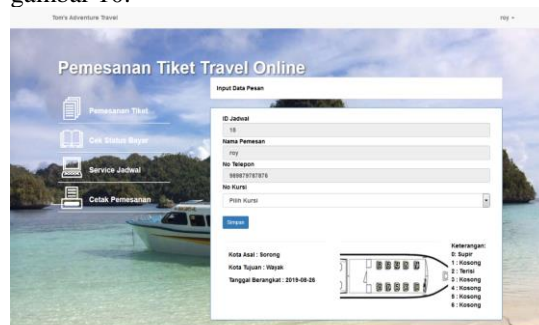 gambar 10.
Tom's Adventure Travel
roy
Pemesanan Tiket Travel Online
Input Data Pesan
Pemesanan Tiket
Cek Status Bayar
Service Jadwal
Cetak Pemesanan
ID Jadwal
18
Nama Pemesan
roy
No Telepon
989879767876
No Kursi
Pilih Kursi
Simpan
Kota Asal : Sorong
Kota Tujuan : Wayak
Tanggal Berangkat : 2019-08-26
Keterangan:
D: Supir
1 : Kosong
2 : Terisi
3 : Kosong
4 : Kosong
5 : Kosong
6 : Kosong